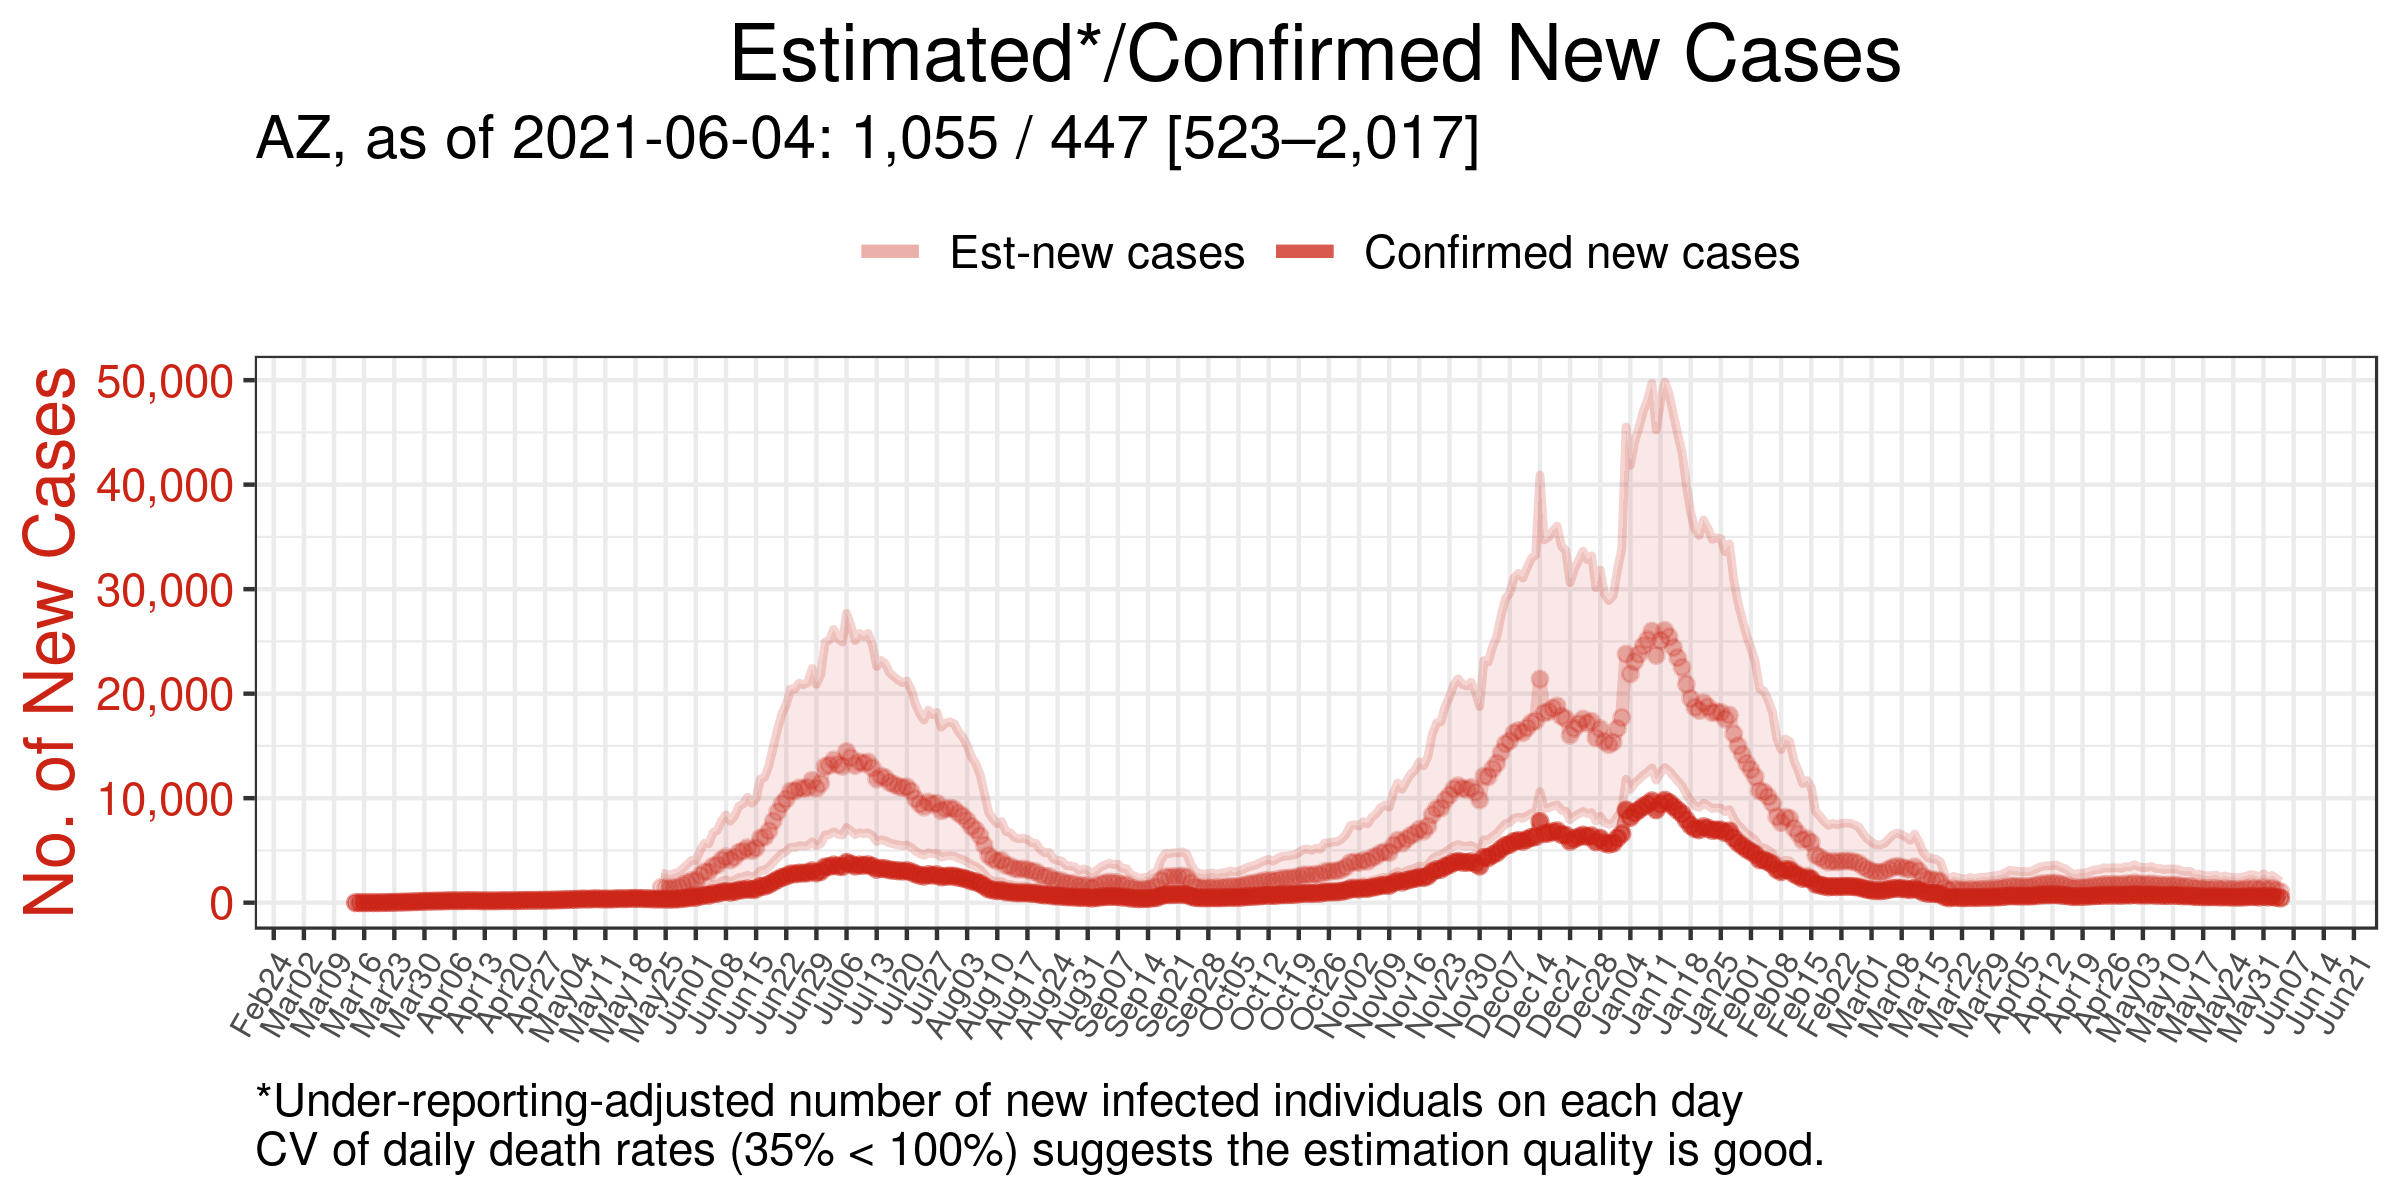 Estimated*/Confirmed New Cases
AZ, as of 2021-06-04: 1,055 / 447 [523–2,017]
Est-new cases
Confirmed new cases
No. of New Cases
50,000
40,000
30,000
20,000
10,000
0
Feb24
Mar02
Mar09
Mar16
Mar23
Mar30
Apr06
Apr13
Apr20
Apr27
May04
May11
May18
May25
Jun01
Jun08
Jun15
Jun22
Jun29
Jul06
Jul13
Jul20
Jul27
Aug03
Aug10
Aug17
Aug24
Aug31
Sep07
Sep14
Sep21
Sep28
Oct05
Oct12
Oct19
Oct26
Nov02
Nov09
Nov16
Nov23
Nov30
Dec07
Dec14
Dec21
Dec28
Jan04
Jan11
Jan18
Jan25
Feb01
Feb08
Feb15
Feb22
Mar01
Mar08
Mar15
Mar22
Mar29
Apr05
Apr12
Apr19
Apr26
May03
May10
May17
May24
May31
Jun07
Jun14
Jun21
*Under-reporting-adjusted number of new infected individuals on each day
CV of daily death rates (35% < 100%) suggests the estimation quality is good.